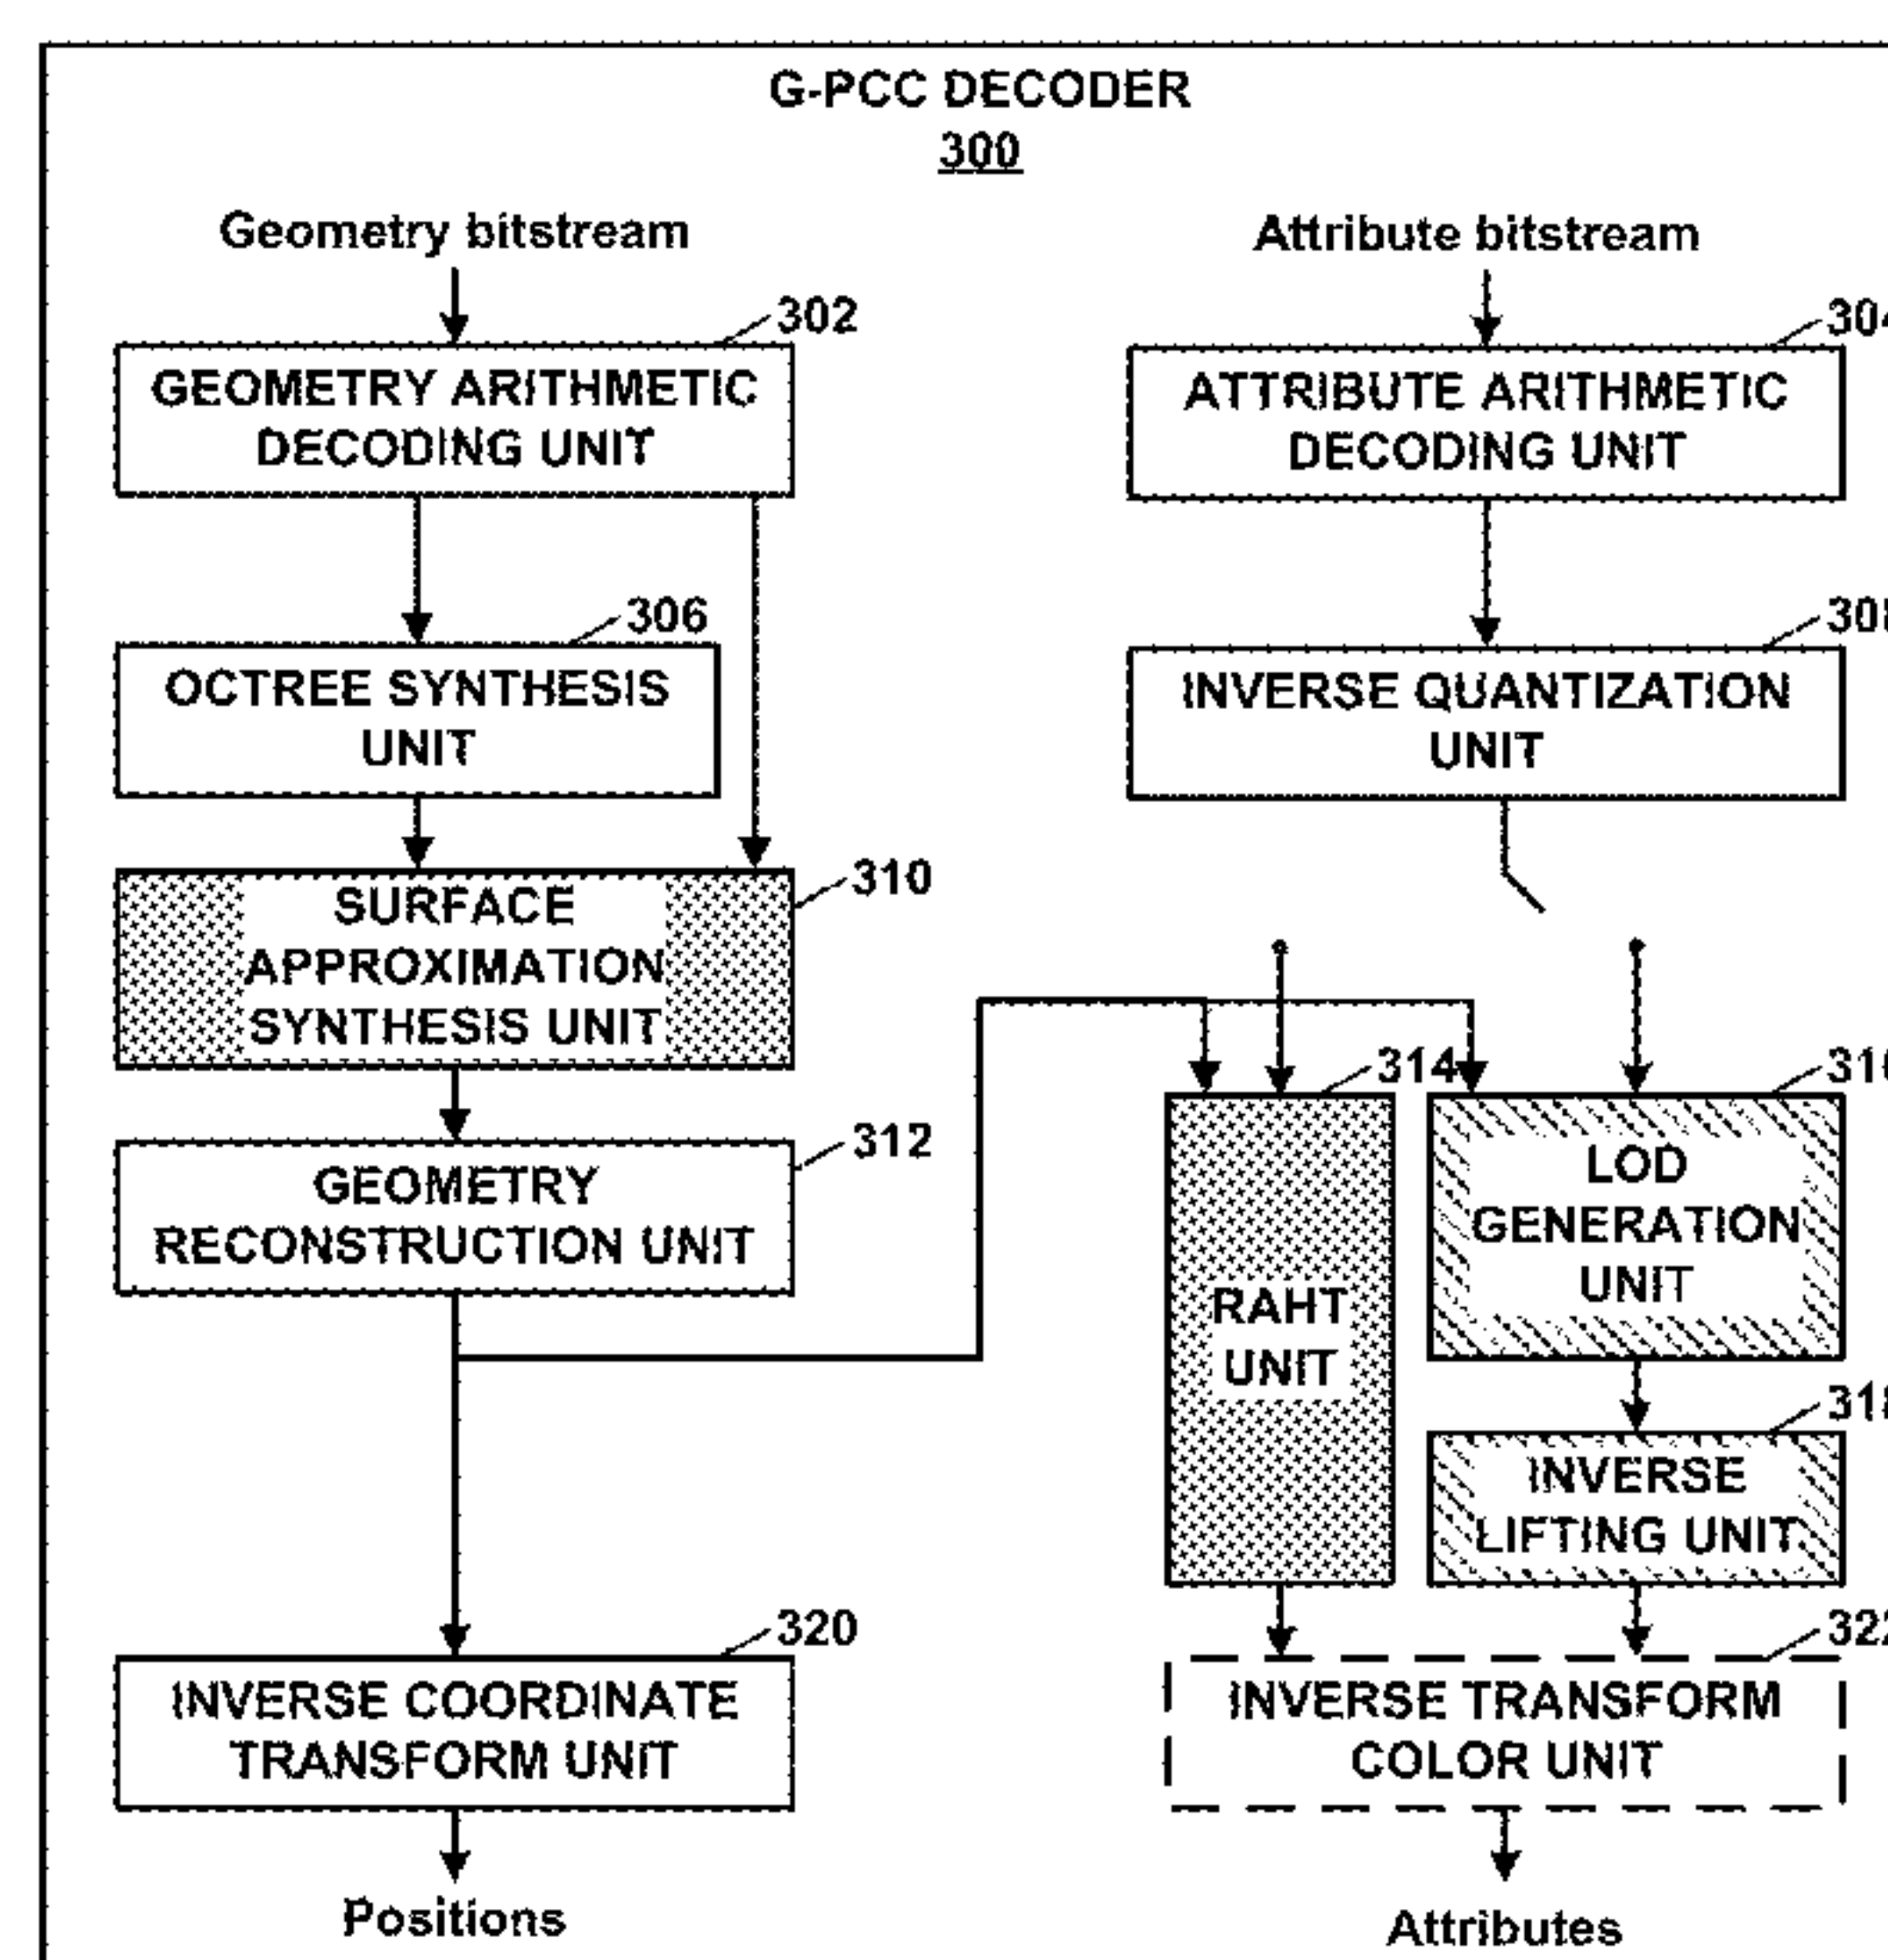 G-PCC DECODER
300
Geometry bitstream
302
GEOMETRY ARITHMETIC
DECODING UNIT
306
OCTREE SYNTHESIS
UNIT
310
SURFACE
APPROXIMATION
SYNTHESIS UNIT
312
GEOMETRY
RECONSTRUCTION UNIT
320
INVERSE COORDINATE
TRANSFORM UNIT
Positions
Attribute bitstream
ATTRIBUTE ARITHMETIC
DECODING UNIT
INVERSE QUANTIZATION
UNIT
314
RAHT
UNIT
LOD
GENERATION
UNIT
INVERSE
LIFTING UNIT
INVERSE TRANSFORM
COLOR UNIT
Attributes